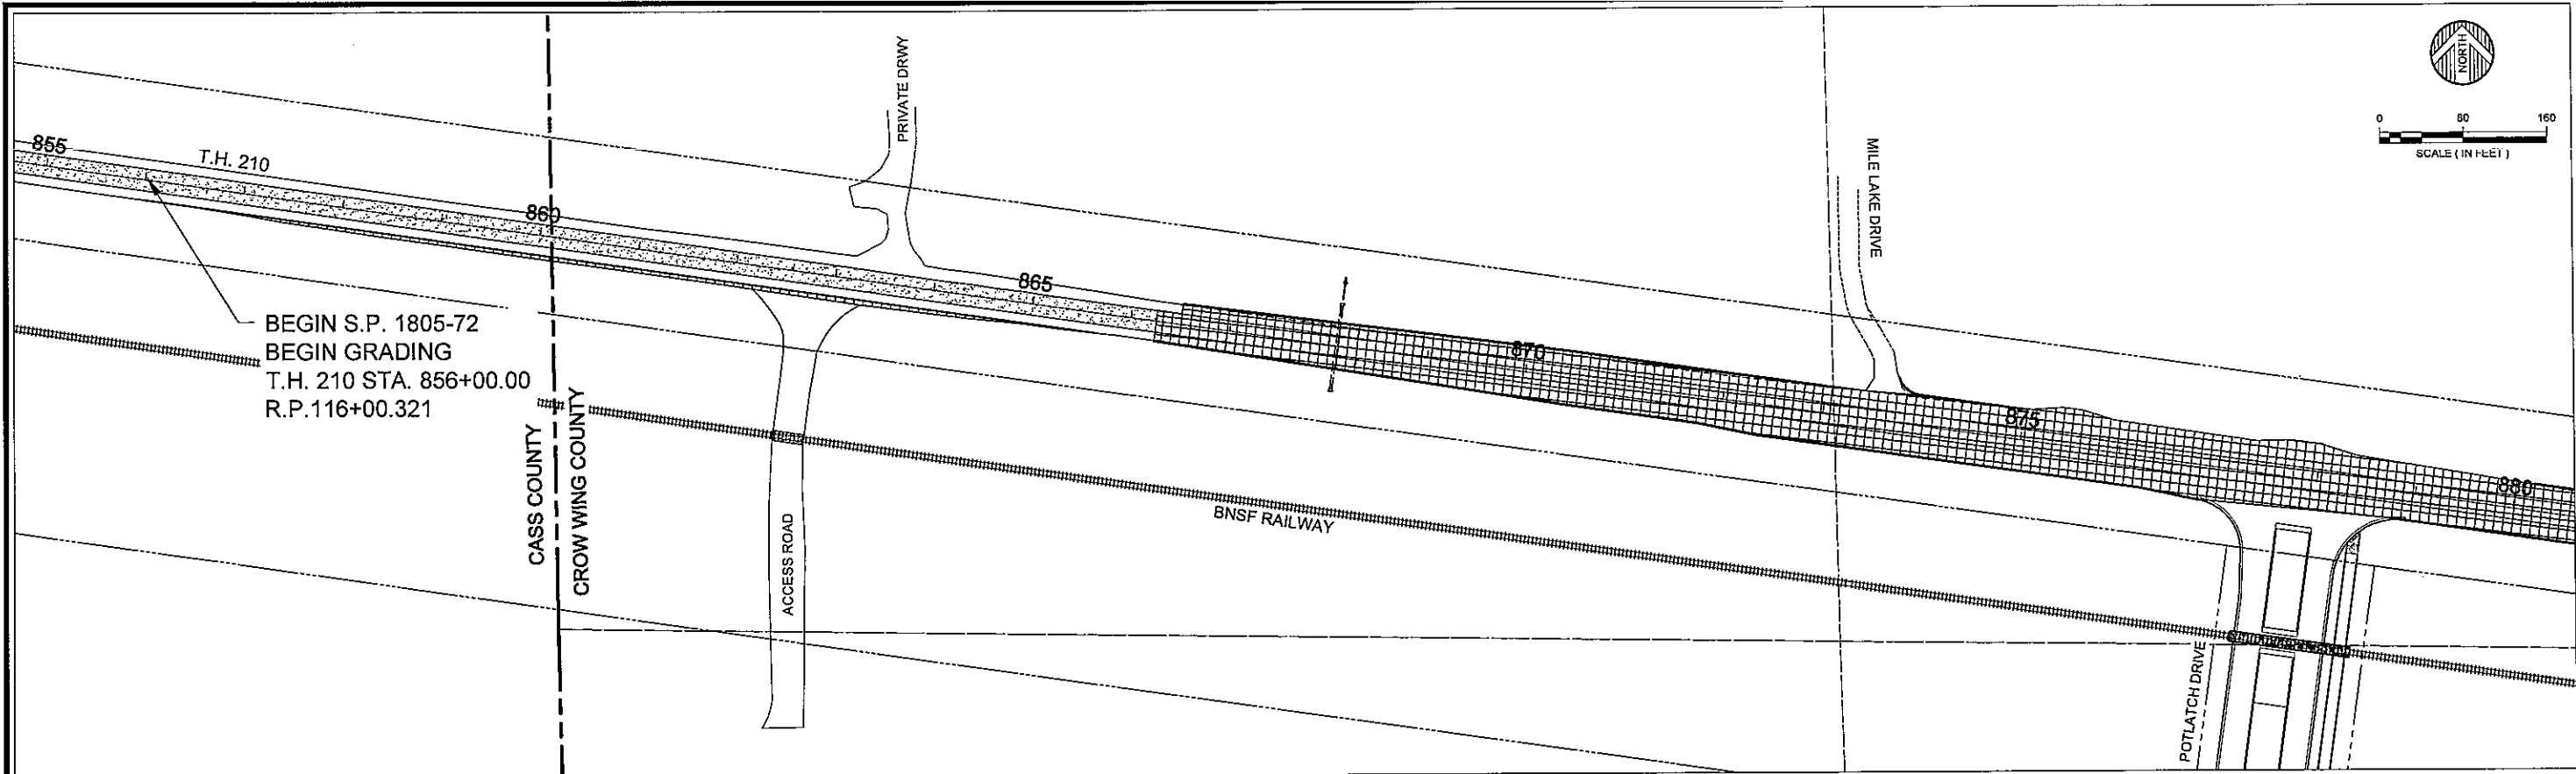 NORTH
0 80 160
SCALE ( IN FEET )
PRIVATE DRWY
MILE LAKE DRIVE
855
T.H. 210
860
865
870
875
880
BEGIN S.P. 1805-72
BEGIN GRADING
T.H. 210 STA. 856+00.00
R.P.116+00.321
CASS COUNTY
CROW WING COUNTY
ACCESS ROAD
BNSF RAILWAY
POTLATCH DRIVE